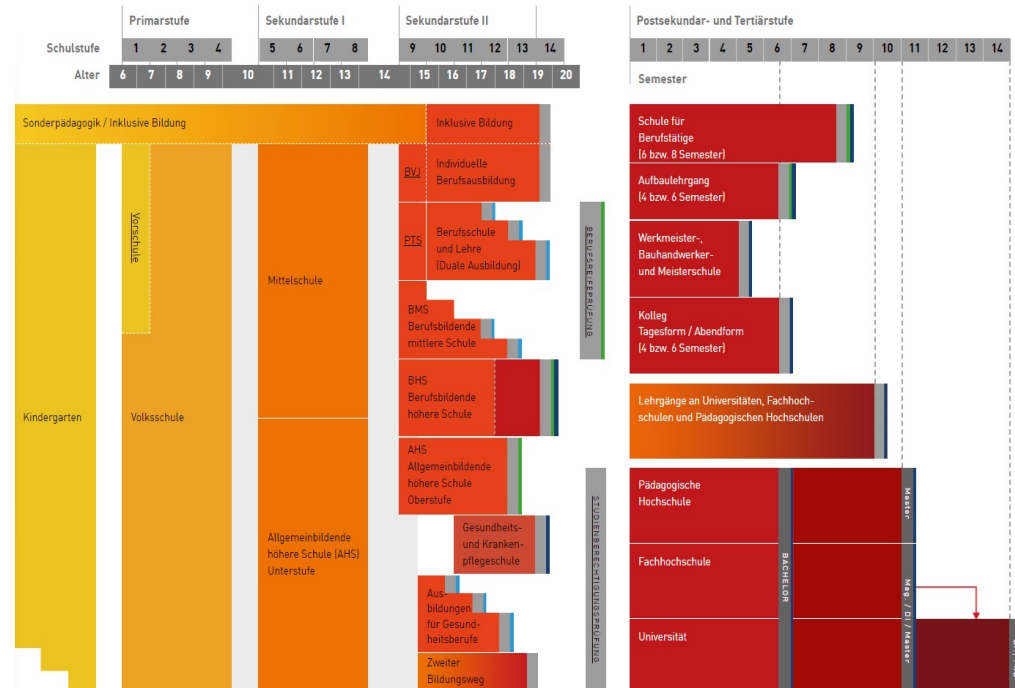 Primarstufe
Sekundarstufe I
Sekundarstufe II
Postsekundar- und Tertiärstufe
Schulstufe
1 2 3 4
5 6 7 8
9 10 11 12 13 14
1 2 3 4 5 6 7 8 9 10 11 12 13 14
Alter
6 7 8 9 10 11 12 13 14 15 16 17 18 19 20
Semester
Sonderpädagogik / Inklusive Bildung
Inklusive Bildung
Kindergarten
Vorschule
Volksschule
Mittelschule
Allgemeinbildende
höhere Schule (AHS)
Unterstufe
BVJ
Individuelle
Berufsausbildung
PTS
Berufsschule
und Lehre
(Duale Ausbildung)
BMS
Berufsbildende
mittlere Schule
BHS
Berufsbildende
höhere Schule
AHS
Allgemeinbildende
höhere Schule
Oberstufe
Gesundheits-
und Kranken-
pflegeschule
Aus-
bildungen
für Gesund-
heitsberufe
Zweiter
Bildungsweg
BERUFSREIFEPRÜFUNG
STUDIENBERECHTIGUNGSPRÜFUNG
Schule für
Berufstätige
(6 bzw. 8 Semester)
Aufbaulehrgang
(4 bzw. 6 Semester)
Werkmeister-,
Bauhandwerker-
und Meisterschule
Kolleg
Tagesform / Abendform
(4 bzw. 6 Semester)
Lehrgänge an Universitäten, Fachhoch-
schulen und Pädagogischen Hochschulen
Pädagogische
Hochschule
Fachhochschule
Universität
BACHELOR
Master
Mag. / DI / Master